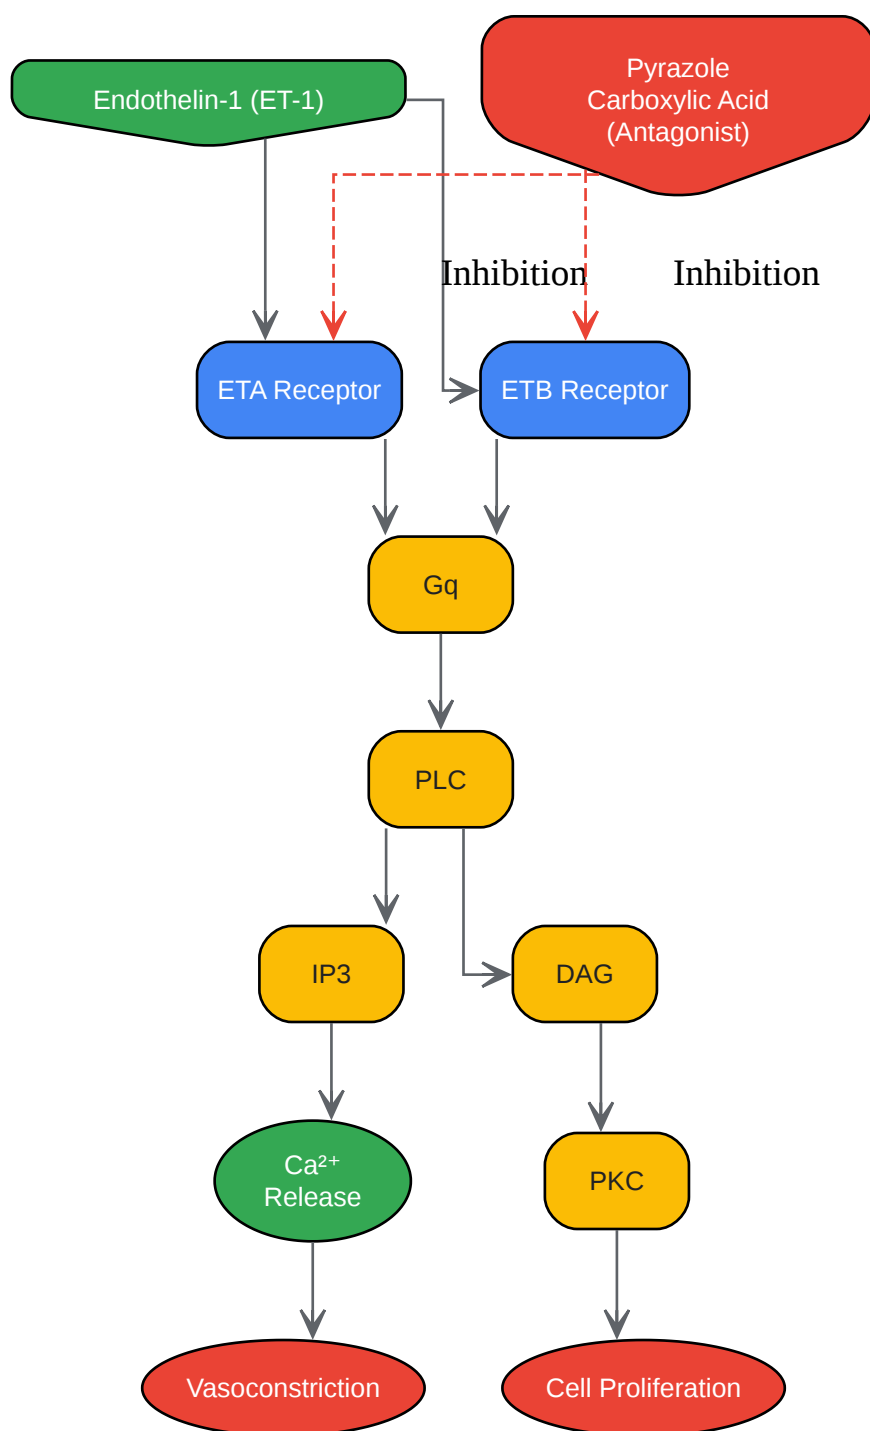 Endothelin-1 (ET-1)
Pyrazole
Carboxylic Acid
(Antagonist)
Inhibition
Inhibition
ETA Receptor
ETB Receptor
Gq
PLC
IP3
DAG
Ca²⁺
Release
PKC
Vasoconstriction
Cell Proliferation